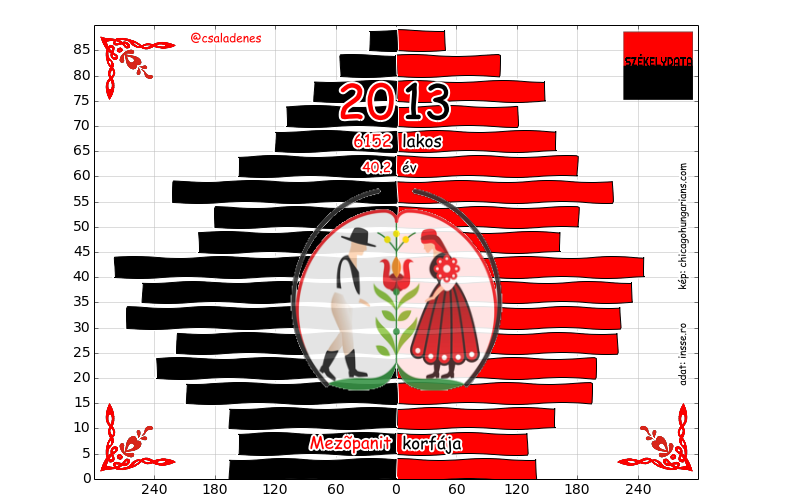 @csaladenes
SZÉKELYDATA
2013
6152 lakos
40.2 év
kép: chicagohungarians.com
adat: insse.ro
Mezőpanit korfája
85
80
75
70
65
60
55
50
45
40
35
30
25
20
15
10
5
0
240 180 120 60 0 60 120 180 240